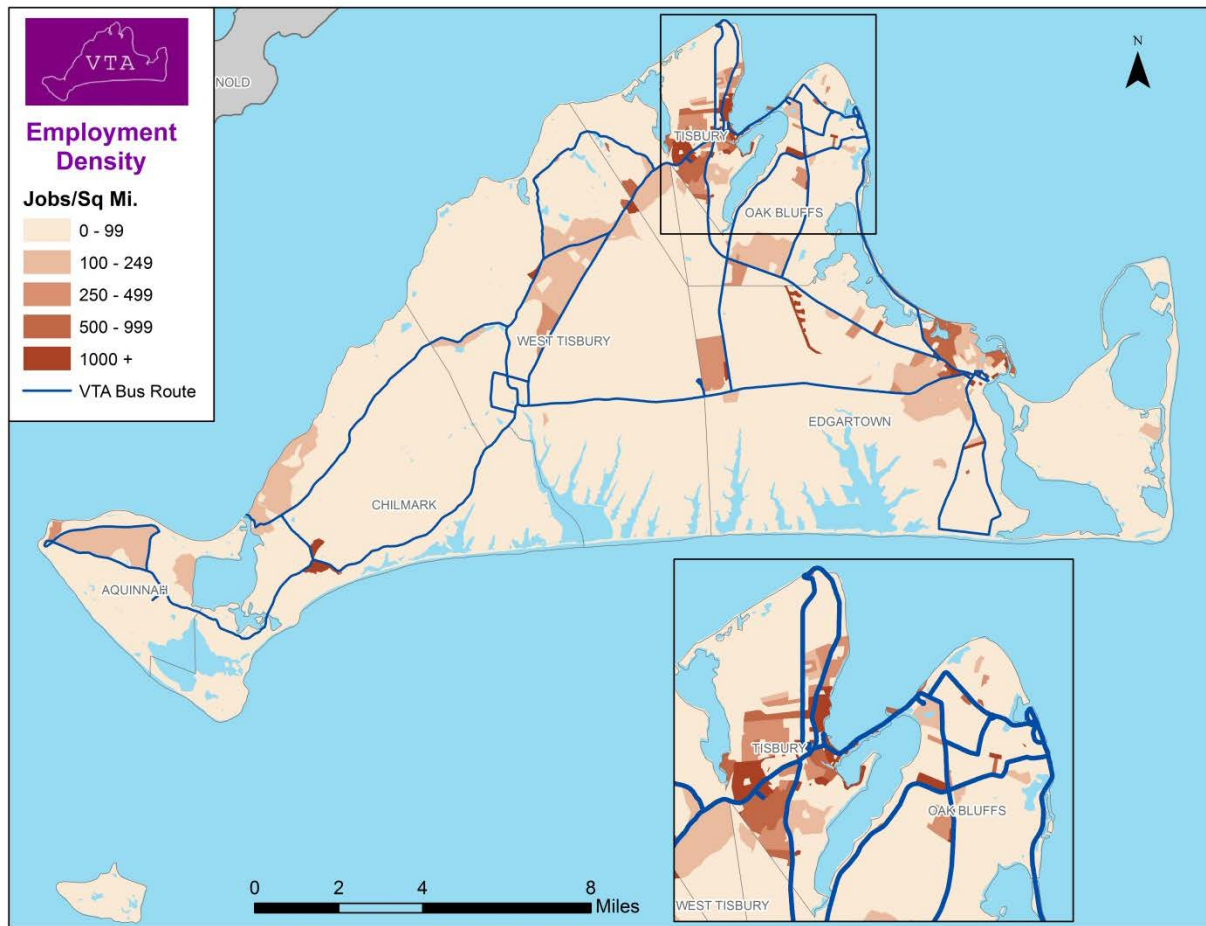 VTA
Employment
Density
Jobs/Sq Mi.
0 - 99
100 - 249
250 - 499
500 - 999
1000 +
VTA Bus Route
NOLD
N
TISBURY
OAK BLUFFS
WEST TISBURY
EDGARTOWN
CHILMARK
AQUINNAH
TISBURY
OAK BLUFFS
WEST TISBURY
0 2 4 8
Miles